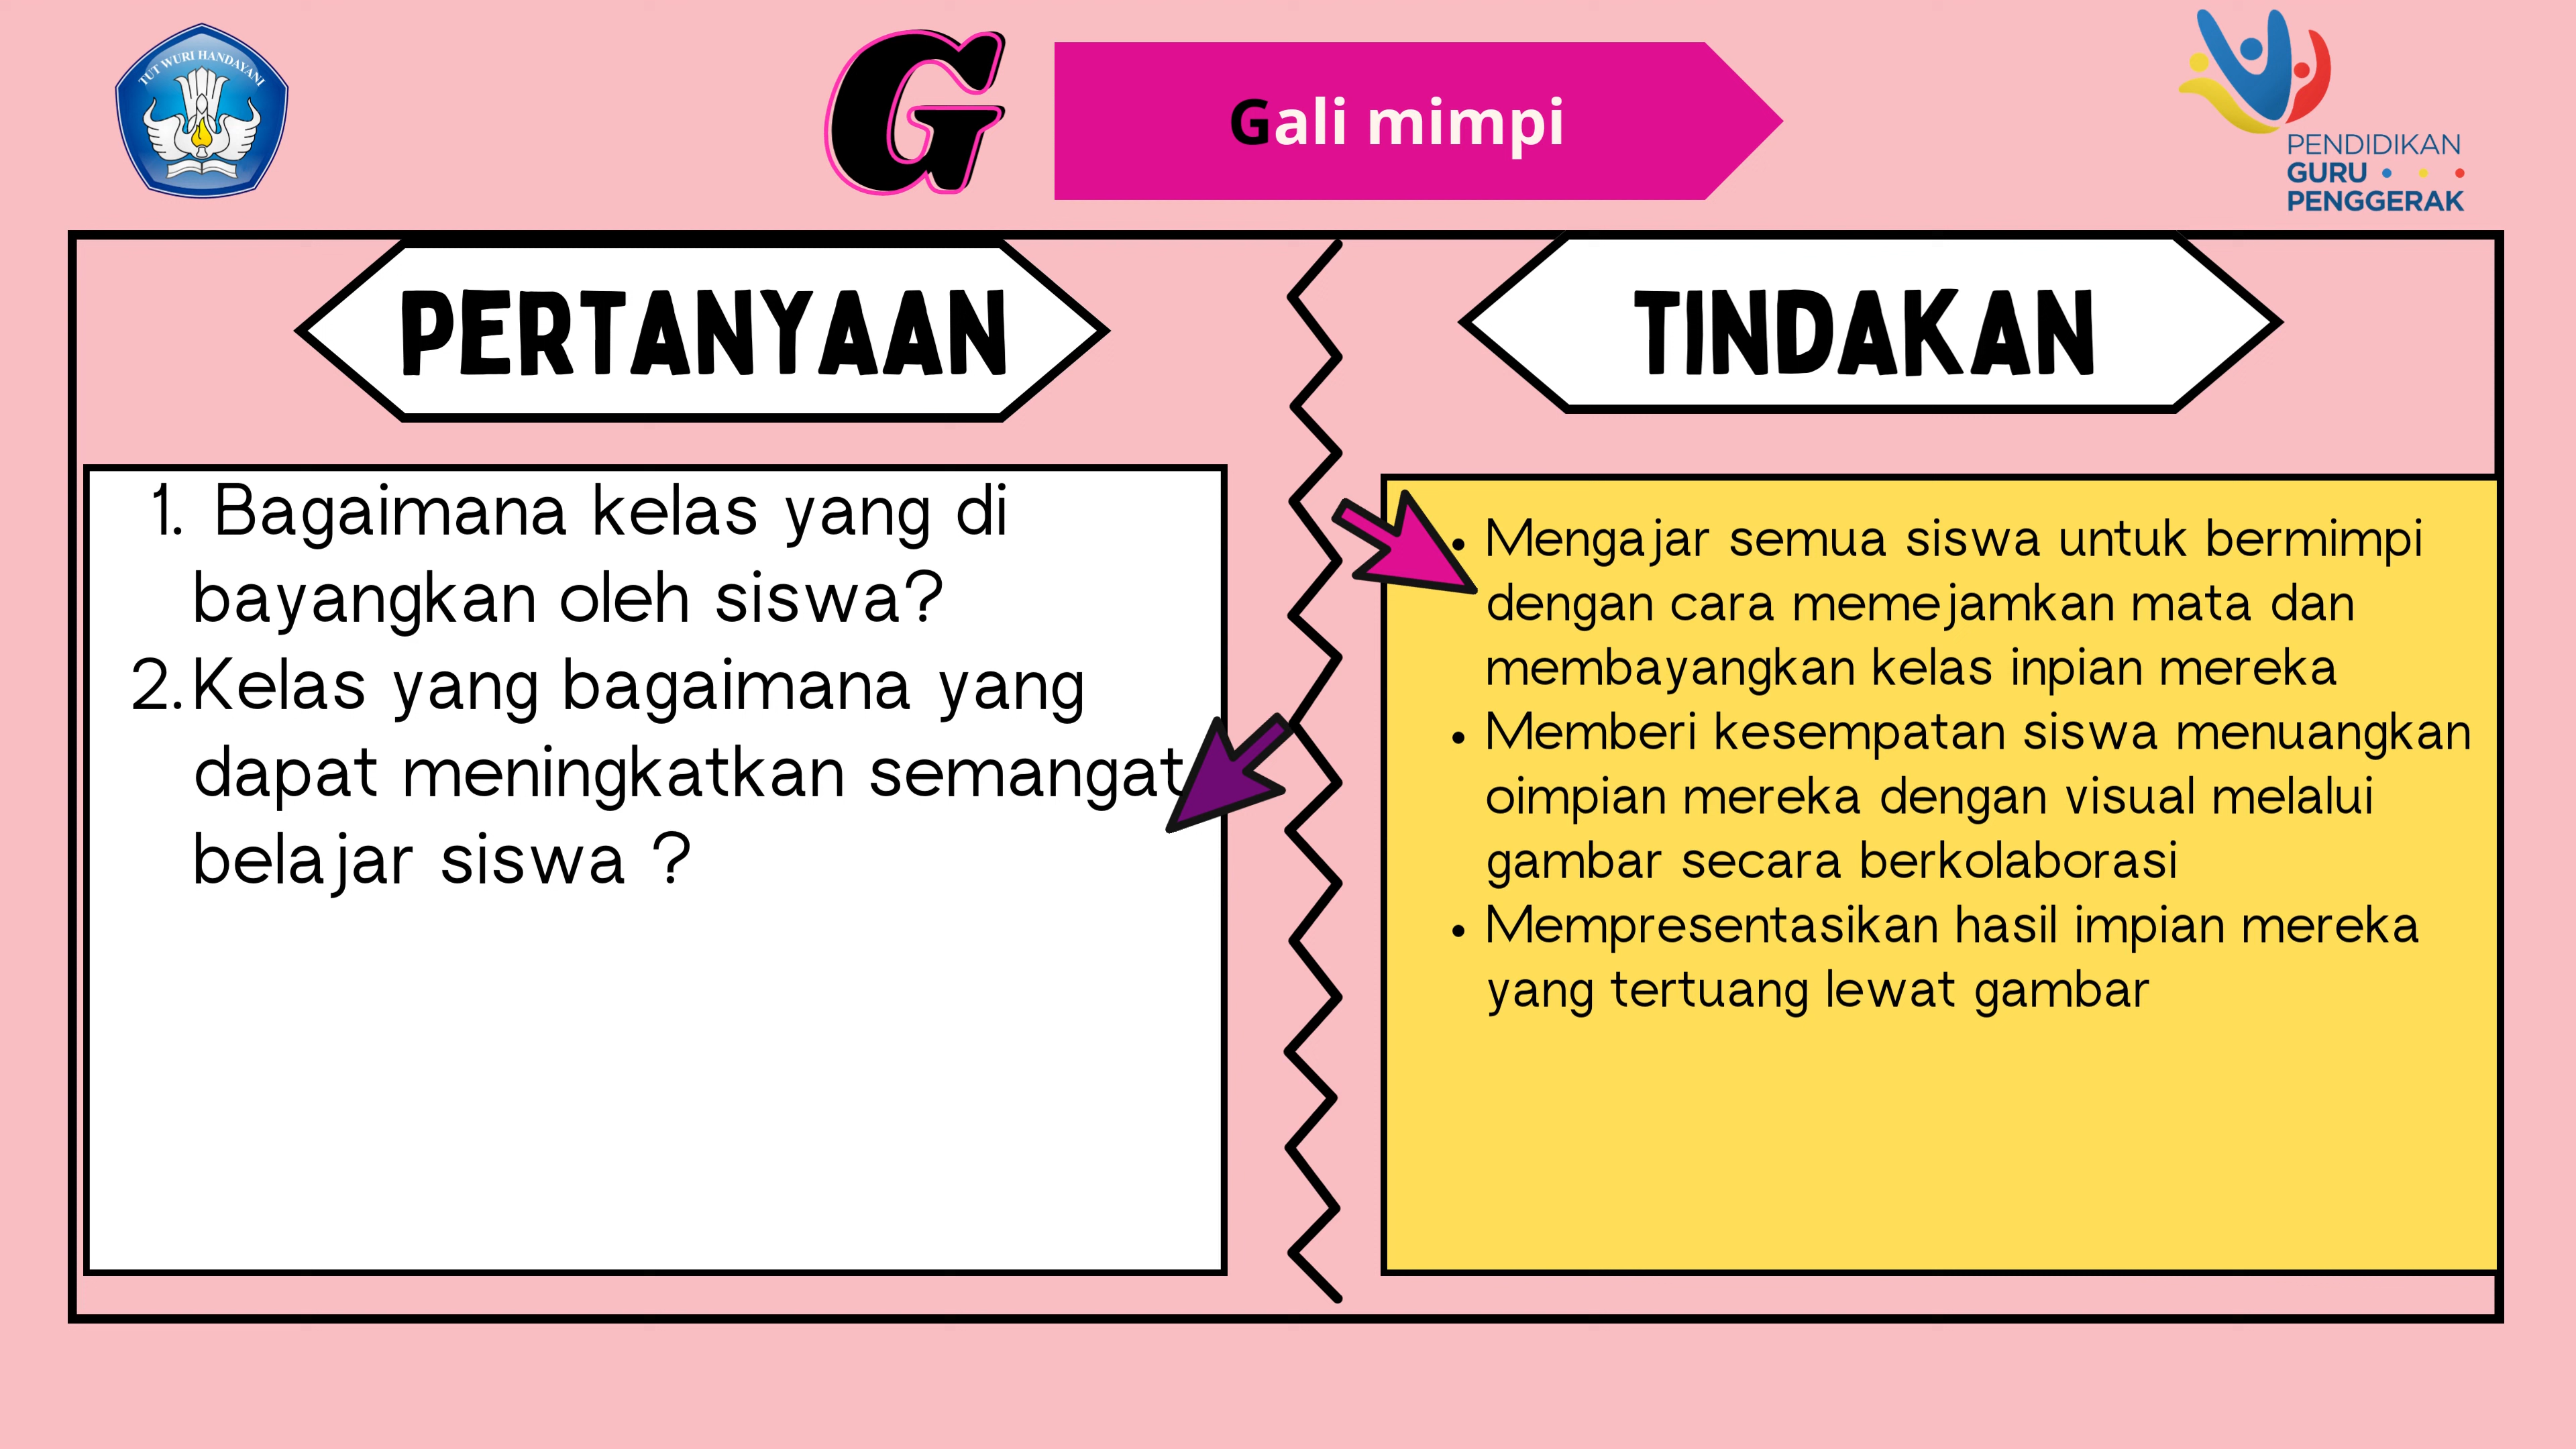 TUT WURI HANDAYANI
G
Gali mimpi
PENDIDIKAN
GURU
PENGGERAK
PERTANYAAN
1. Bagaimana kelas yang di
bayangkan oleh siswa?
2. Kelas yang bagaimana yang
dapat meningkatkan semangat
belajar siswa ?
TINDAKAN
• Mengajar semua siswa untuk bermimpi
dengan cara memejamkan mata dan
membayangkan kelas inpian mereka
• Memberi kesempatan siswa menuangkan
oimpian mereka dengan visual melalui
gambar secara berkolaborasi
• Mempresentasikan hasil impian mereka
yang tertuang lewat gambar